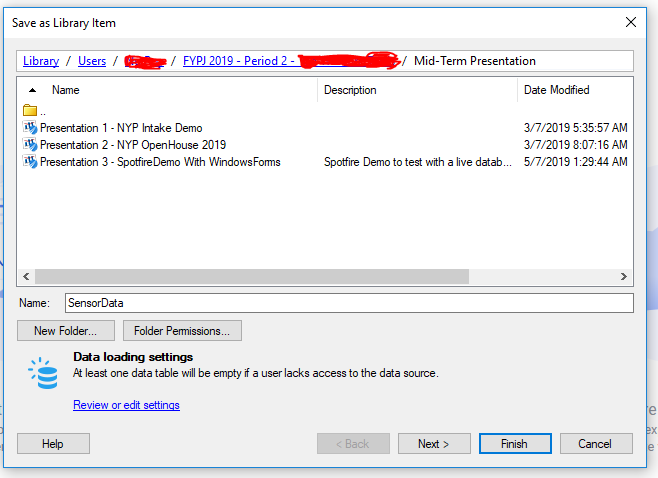 Save as Library Item
Library / Users / / FYPJ 2019 - Period 2 - / Mid-Term Presentation
Name Description Date Modified
..
Presentation 1 - NYP Intake Demo 3/7/2019 5:35:57 AM
Presentation 2 - NYP OpenHouse 2019 3/7/2019 8:07:16 AM
Presentation 3 - SpotfireDemo With WindowsForms Spotfire Demo to test with a live datab... 5/7/2019 1:29:44 AM
Name: SensorData
New Folder... Folder Permissions...
Data loading settings
At least one data table will be empty if a user lacks access to the data source.
Review or edit settings
Help < Back Next > Finish Cancel